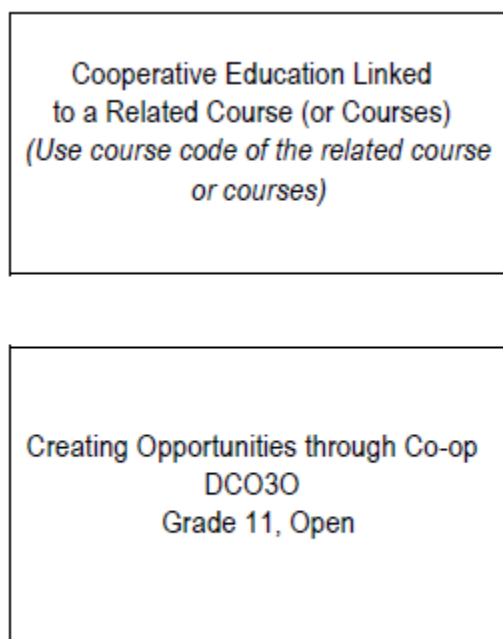 Cooperative Education Linked
to a Related Course (or Courses)
(Use course code of the related course
or courses)
Creating Opportunities through Co-op
DCO3O
Grade 11, Open